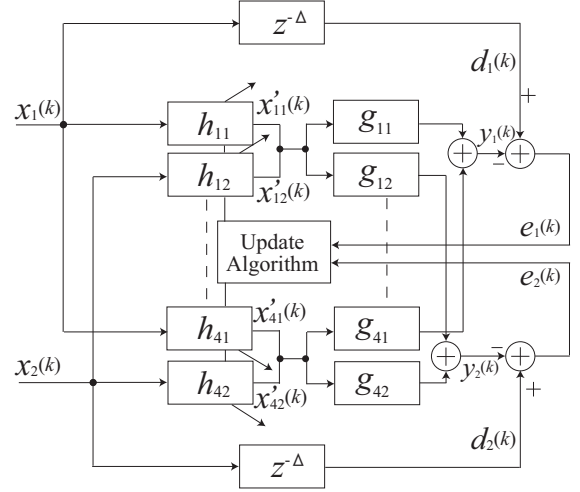 z^{-Δ}
d₁(k)
+
x₁(k)
h₁₁
x'₁₁(k)
g₁₁
+
y₁(k)
−
+
h₁₂
x'₁₂(k)
g₁₂
Update
Algorithm
e₁(k)
e₂(k)
h₄₁
x'₄₁(k)
g₄₁
x₂(k)
h₄₂
x'₄₂(k)
g₄₂
+
y₂(k)
−
+
+
d₂(k)
z^{-Δ}